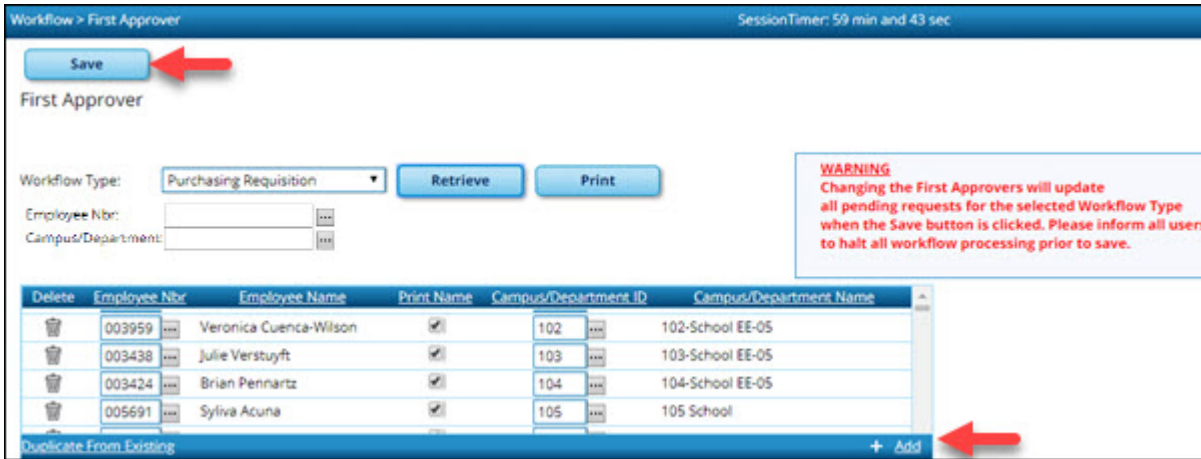 Workflow > First Approver SessionTimer: 59 min and 43 sec
Save
First Approver
Workflow Type: Purchasing Requisition Retrieve Print
Employee Nbr:
Campus/Department:
WARNING
Changing the First Approvers will update
all pending requests for the selected Workflow Type
when the Save button is clicked. Please inform all users
to halt all workflow processing prior to save.
Delete Employee Nbr Employee Name Print Name Campus/Department ID Campus/Department Name
003959 ... Veronica Cuenca-Wilson 102 ... 102-School EE-05
003438 ... Julie Verstuyft 103 ... 103-School EE-05
003424 ... Brian Pennartz 104 ... 104-School EE-05
005691 ... Syliva Acuna 105 ... 105 School
Duplicate From Existing + Add